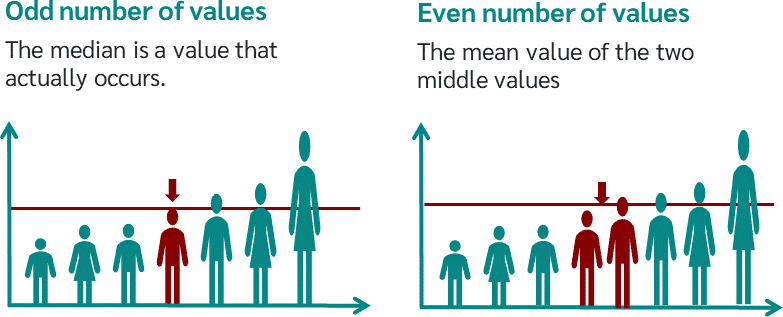 Odd number of values
The median is a value that
actually occurs.
Even number of values
The mean value of the two
middle values